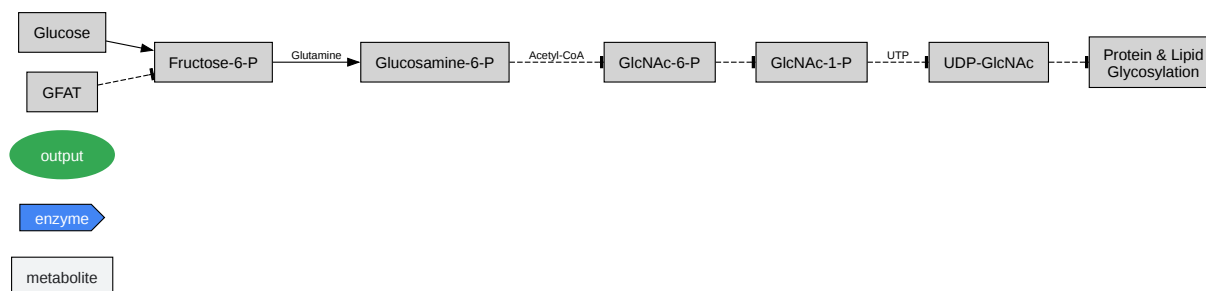 Glucose
GFAT
Fructose-6-P
Glutamine
Glucosamine-6-P
Acetyl-CoA
GlcNAc-6-P
GlcNAc-1-P
UTP
UDP-GlcNAc
Protein & Lipid
Glycosylation
output
enzyme
metabolite